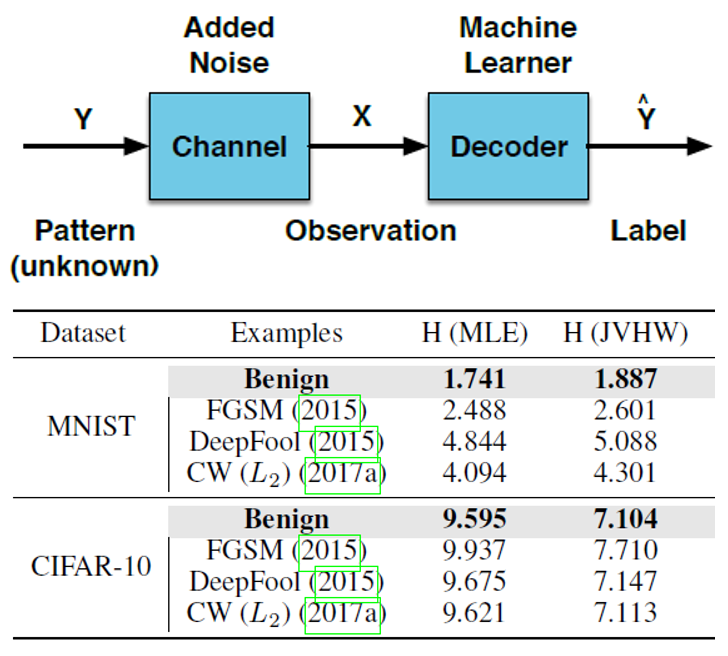 Added Noise
Machine Learner
Y
Channel
X
Decoder
Ŷ
Pattern (unknown)
Observation
Label
Dataset Examples H (MLE) H (JVHW)
MNIST
Benign 1.741 1.887
FGSM (2015) 2.488 2.601
DeepFool (2015) 4.844 5.088
CW (L2) (2017a) 4.094 4.301
CIFAR-10
Benign 9.595 7.104
FGSM (2015) 9.937 7.710
DeepFool (2015) 9.675 7.147
CW (L2) (2017a) 9.621 7.113